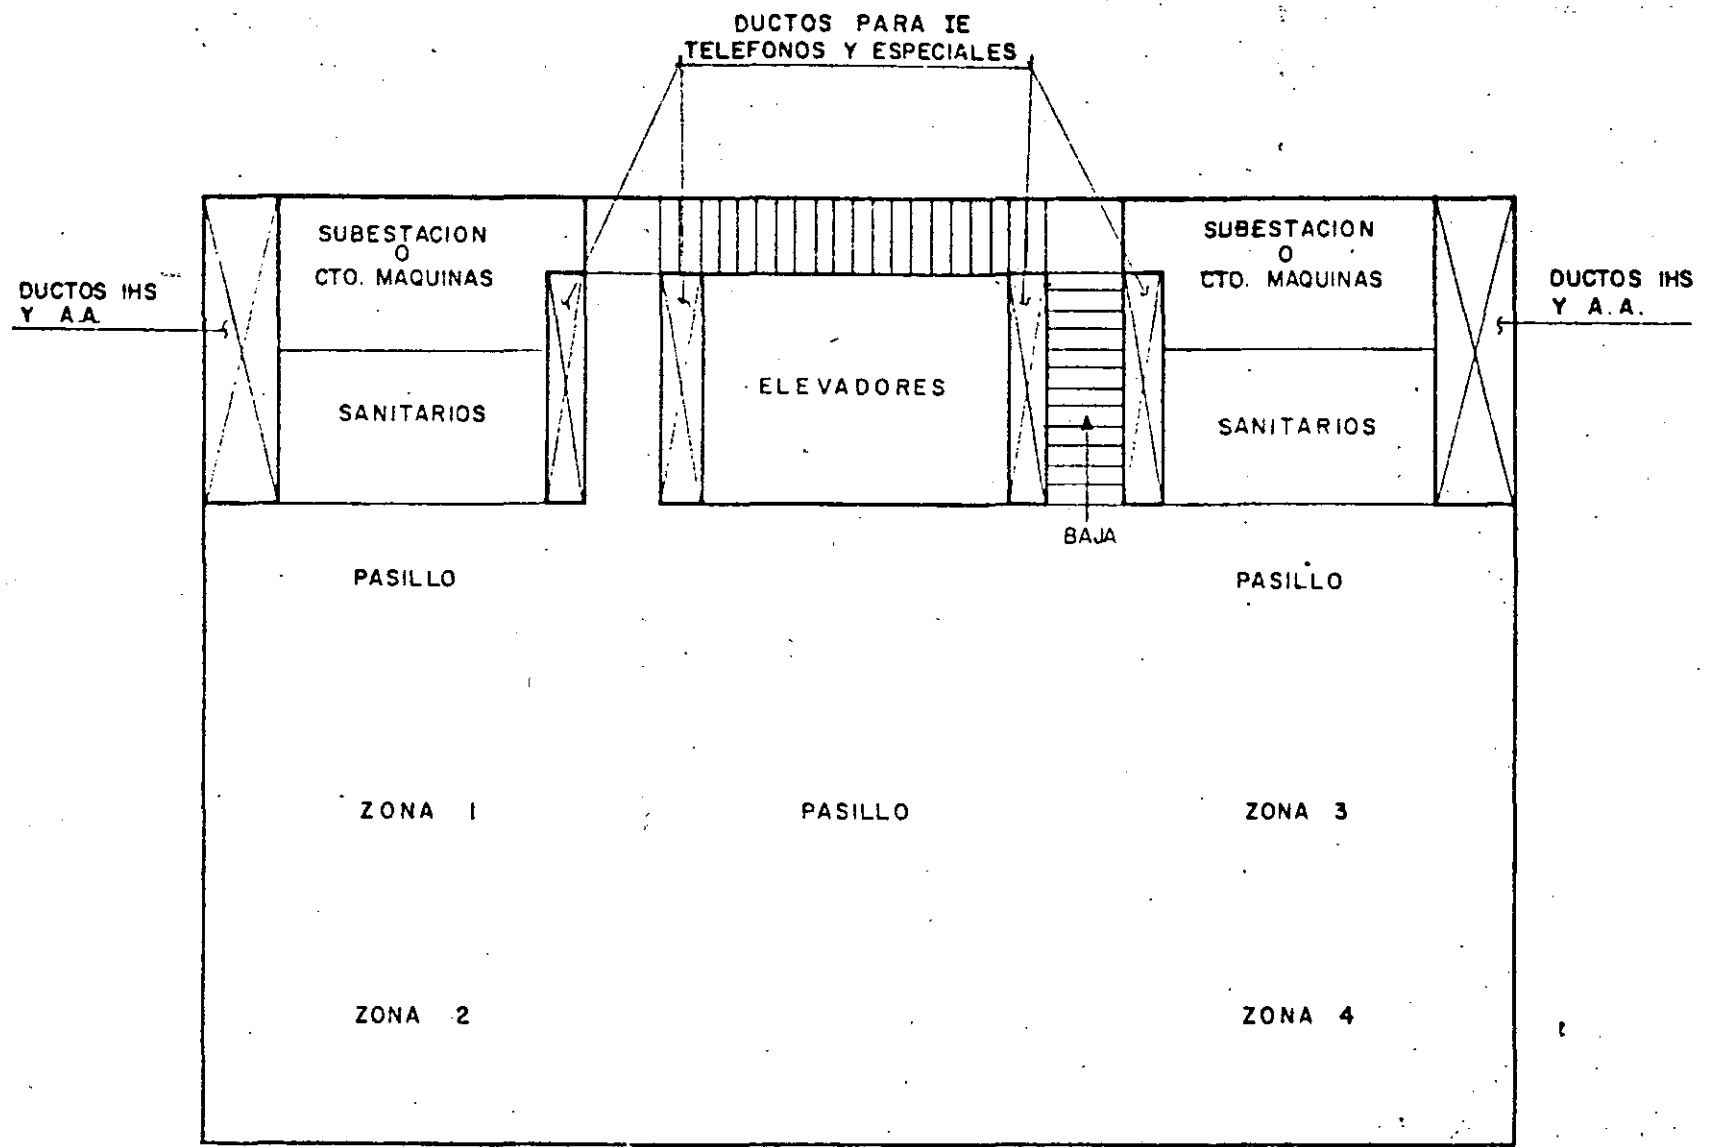 DUCTOS PARA IE
TELEFONOS Y ESPECIALES
SUBESTACION
O
CTO. MAQUINAS
SUBESTACION
O
CTO. MAQUINAS
DUCTOS IHS
Y A.A.
DUCTOS IHS
Y A.A.
ELEVADORES
SANITARIOS
SANITARIOS
BAJA
PASILLO
PASILLO
ZONA 1
PASILLO
ZONA 3
ZONA 2
ZONA 4